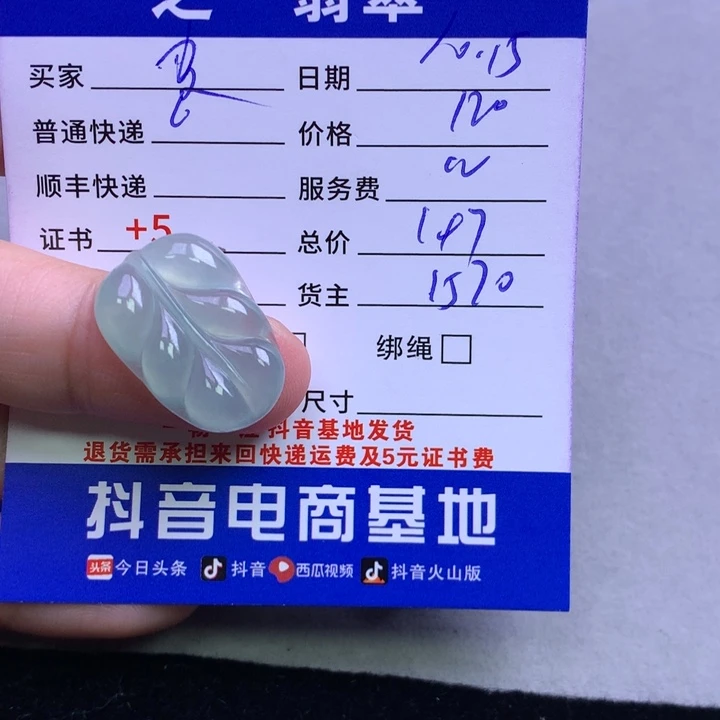 翡翠
买家 日期 10.15
普通快递 价格 120
顺丰快递 服务费
证书 +5 总价 147
货主 1570
绑绳
尺寸
抖音基地发货
退货需承担来回快递运费及5元证书费
抖音电商基地
头条 今日头条 抖音 西瓜视频 抖音火山版